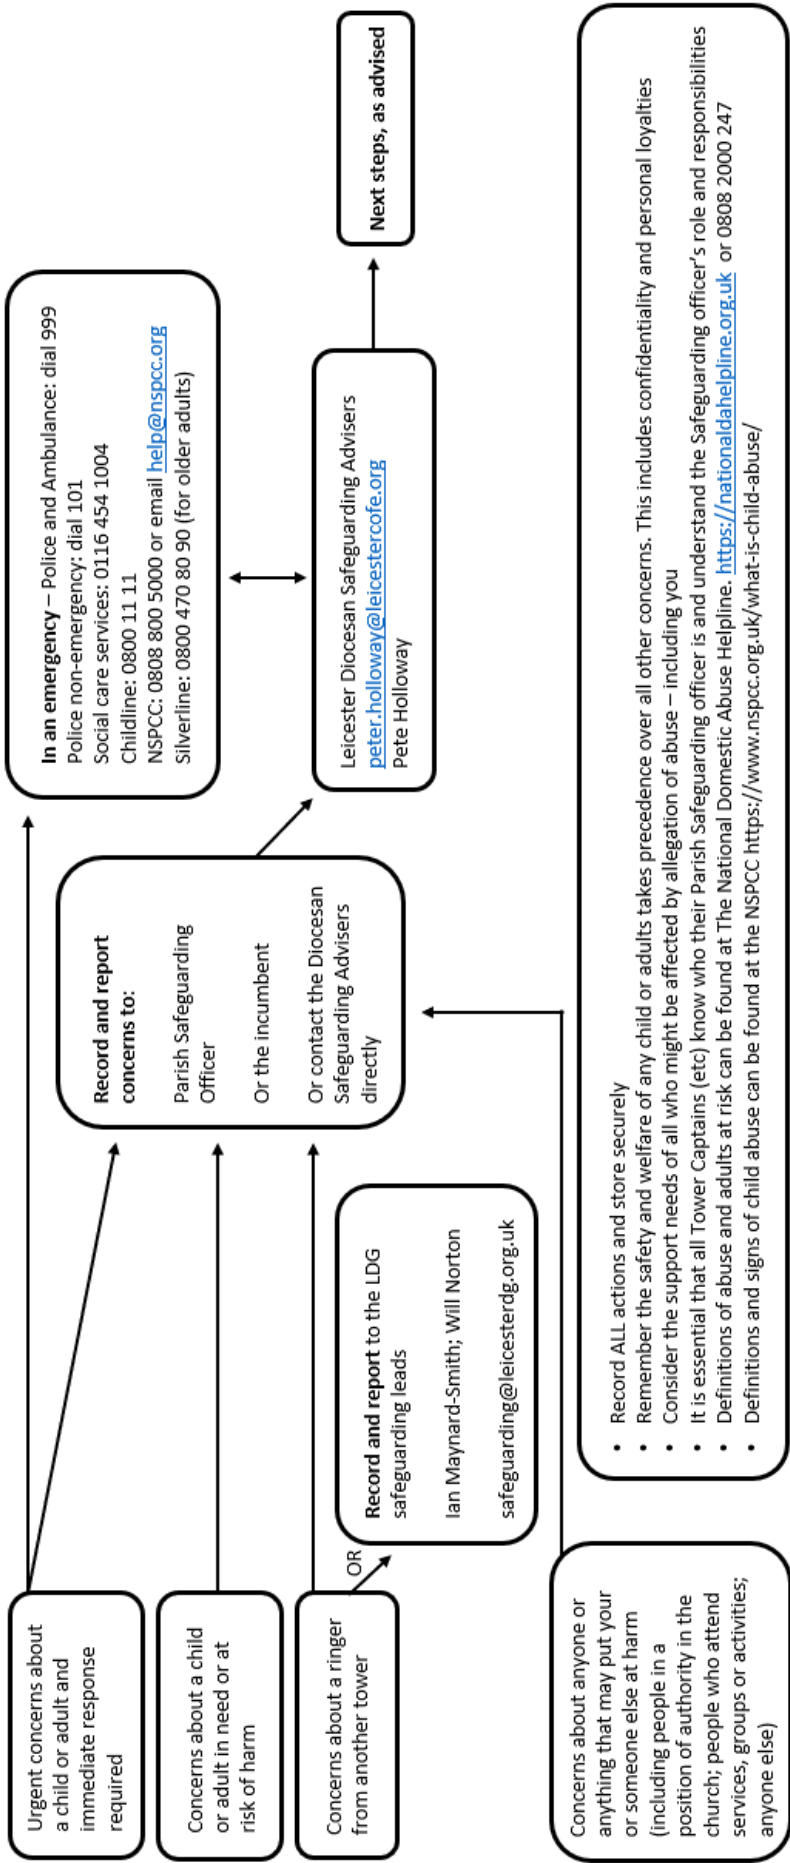 Urgent concerns about
a child or adult and
immediate response
required
Concerns about a child
or adult in need or at
risk of harm
Concerns about a ringer
from another tower
OR
Concerns about anyone or
anything that may put your
or someone else at harm
(including people in a
position of authority in the
church; people who attend
services, groups or activities;
anyone else)
Record and report to the LDG
safeguarding leads
Ian Maynard-Smith; Will Norton
safeguarding@leicesterdg.org.uk
Record and report
concerns to:
Parish Safeguarding
Officer
Or the incumbent
Or contact the Diocesan
Safeguarding Advisers
directly
In an emergency – Police and Ambulance: dial 999
Police non-emergency: dial 101
Social care services: 0116 454 1004
Childline: 0800 11 11
NSPCC: 0808 800 5000 or email help@nspcc.org
Silverline: 0800 470 80 90 (for older adults)
Leicester Diocesan Safeguarding Advisers
peter.holloway@leicestercofe.org
Pete Holloway
Next steps, as advised
• Record ALL actions and store securely
• Remember the safety and welfare of any child or adults takes precedence over all other concerns. This includes confidentiality and personal loyalties
• Consider the support needs of all who might be affected by allegation of abuse – including you
• It is essential that all Tower Captains (etc) know who their Parish Safeguarding officer is and understand the Safeguarding officer's role and responsibilities
• Definitions of abuse and adults at risk can be found at The National Domestic Abuse Helpline. https://nationaldahelpline.org.uk or 0808 2000 247
• Definitions and signs of child abuse can be found at the NSPCC https://www.nspcc.org.uk/what-is-child-abuse/